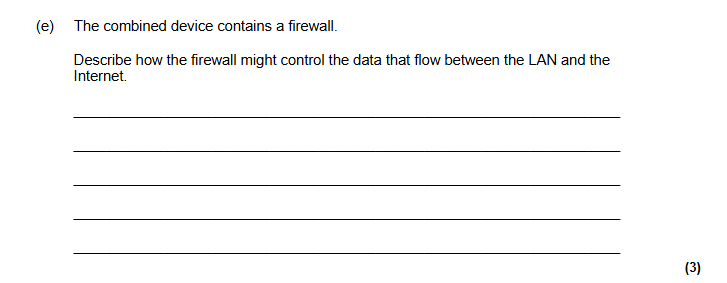 (e) The combined device contains a firewall.
Describe how the firewall might control the data that flow between the LAN and the
Internet.
(3)